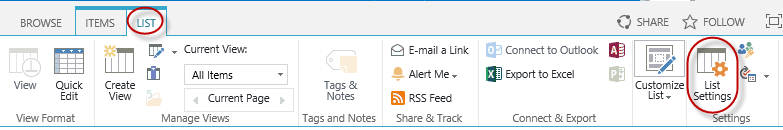 BROWSE ITEMS LIST SHARE FOLLOW
View
Quick
Edit
Create
View
Current View:
All Items
Current Page
Tags &
Notes
E-mail a Link
Alert Me
RSS Feed
Connect to Outlook
Export to Excel
Customize
List
List
Settings
View Format Manage Views Tags and Notes Share & Track Connect & Export Settings